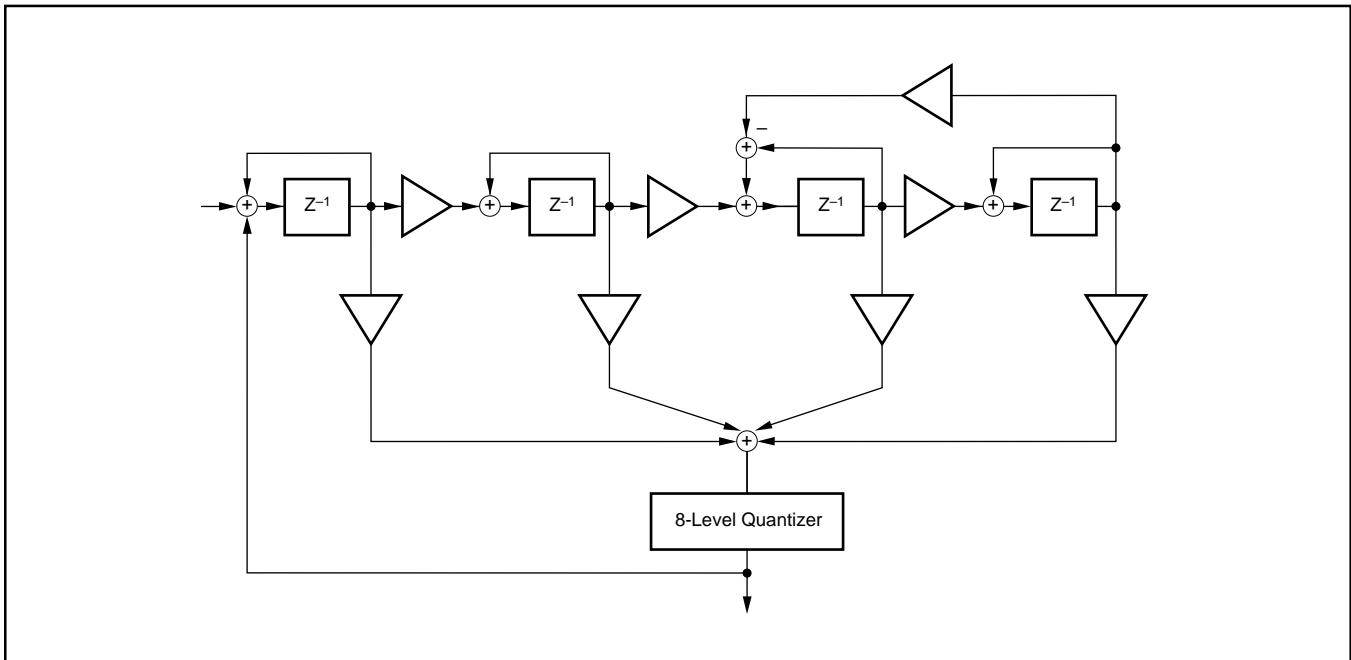 –
+
+ Z–1 + Z–1 + Z–1 + Z–1
+
8-Level Quantizer